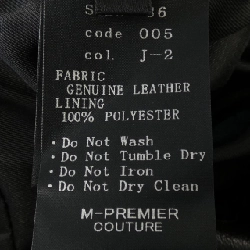 36
code 005
col. J-2
FABRIC
GENUINE LEATHER
LINING
100% POLYESTER
・Do Not Wash
・Do Not Tumble Dry
・Do Not Iron
・Do Not Dry Clean
M-PREMIER
COUTURE